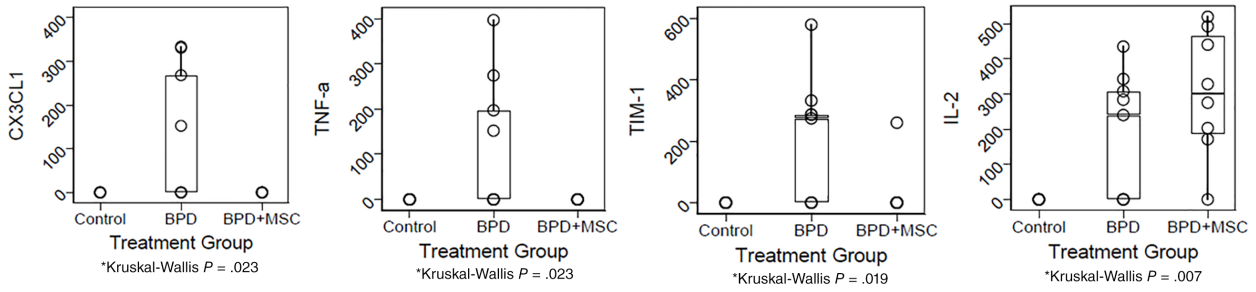 CX3CL1
400
300
200
100
0
Control BPD BPD+MSC
Treatment Group
*Kruskal-Wallis P = .023
TNF-a
400
300
200
100
0
Control BPD BPD+MSC
Treatment Group
*Kruskal-Wallis P = .023
TIM-1
600
400
200
0
Control BPD BPD+MSC
Treatment Group
*Kruskal-Wallis P = .019
IL-2
500
400
300
200
100
0
Control BPD BPD+MSC
Treatment Group
*Kruskal-Wallis P = .007